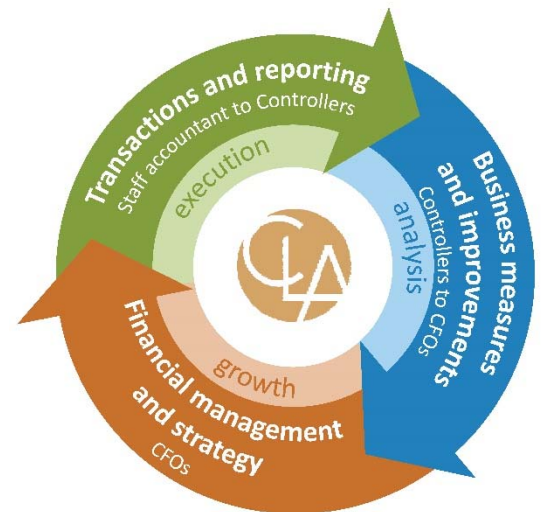 Transactions and reporting
Staff accountant to Controllers
execution
Business measures
and improvements
Controllers to CFOs
analysis
Financial management
and strategy
CFOs
growth
CLA